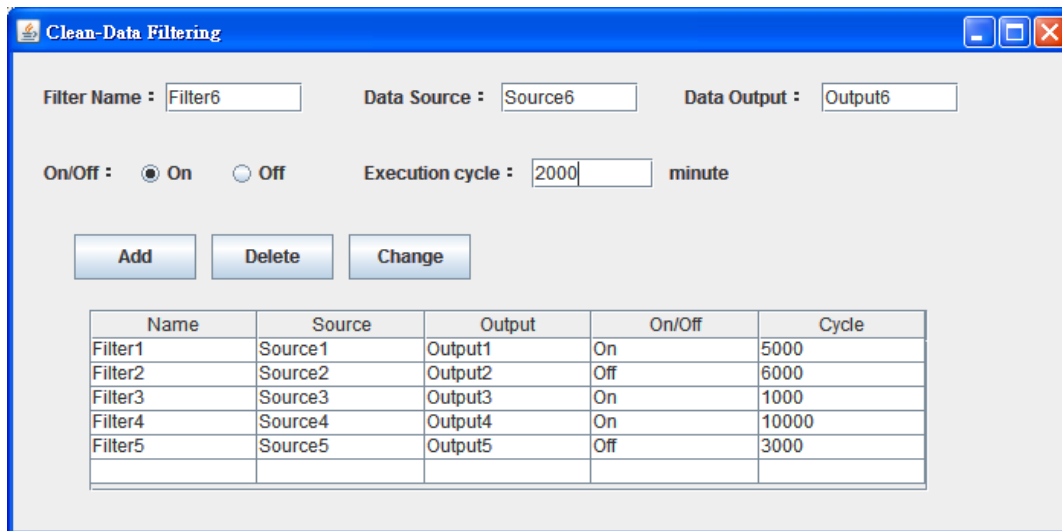 Clean-Data Filtering
Filter Name： Filter6 Data Source： Source6 Data Output： Output6
On/Off： On Off Execution cycle： 2000 minute
Add Delete Change
Name Source Output On/Off Cycle
Filter1 Source1 Output1 On 5000
Filter2 Source2 Output2 Off 6000
Filter3 Source3 Output3 On 1000
Filter4 Source4 Output4 On 10000
Filter5 Source5 Output5 Off 3000